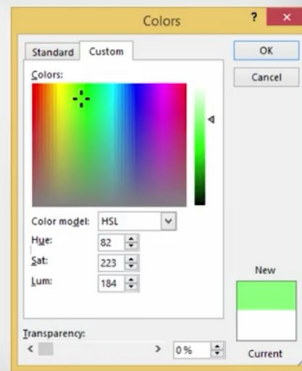 Colors
?
Standard
Custom
OK
Cancel
Colors:
Color model: HSL
Hue: 82
Sat: 223
Lum: 184
New
Transparency:
0 %
Current